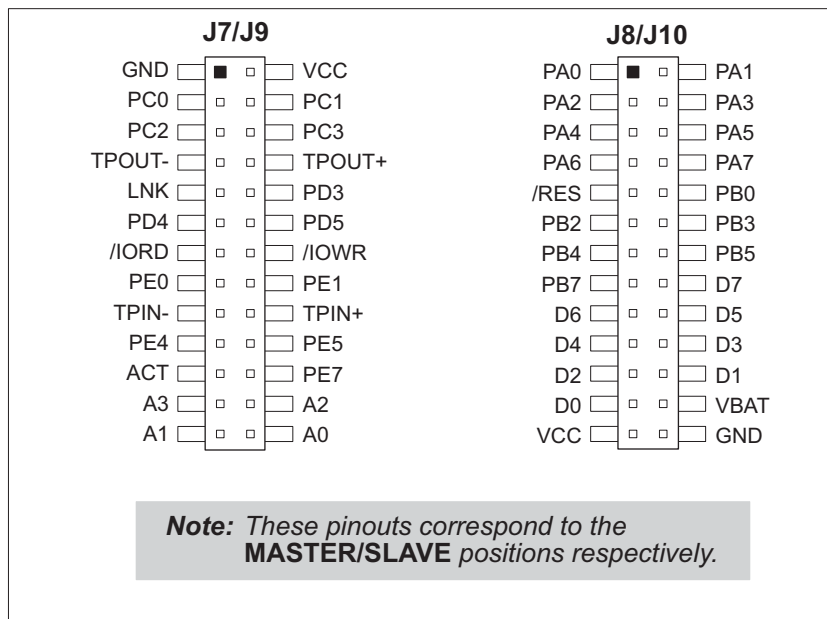 J7/J9
GND VCC
PC0 PC1
PC2 PC3
TPOUT- TPOUT+
LNK PD3
PD4 PD5
/IORD /IOWR
PE0 PE1
TPIN- TPIN+
PE4 PE5
ACT PE7
A3 A2
A1 A0
J8/J10
PA0 PA1
PA2 PA3
PA4 PA5
PA6 PA7
/RES PB0
PB2 PB3
PB4 PB5
PB7 D7
D6 D5
D4 D3
D2 D1
D0 VBAT
VCC GND
Note: These pinouts correspond to the
MASTER/SLAVE positions respectively.